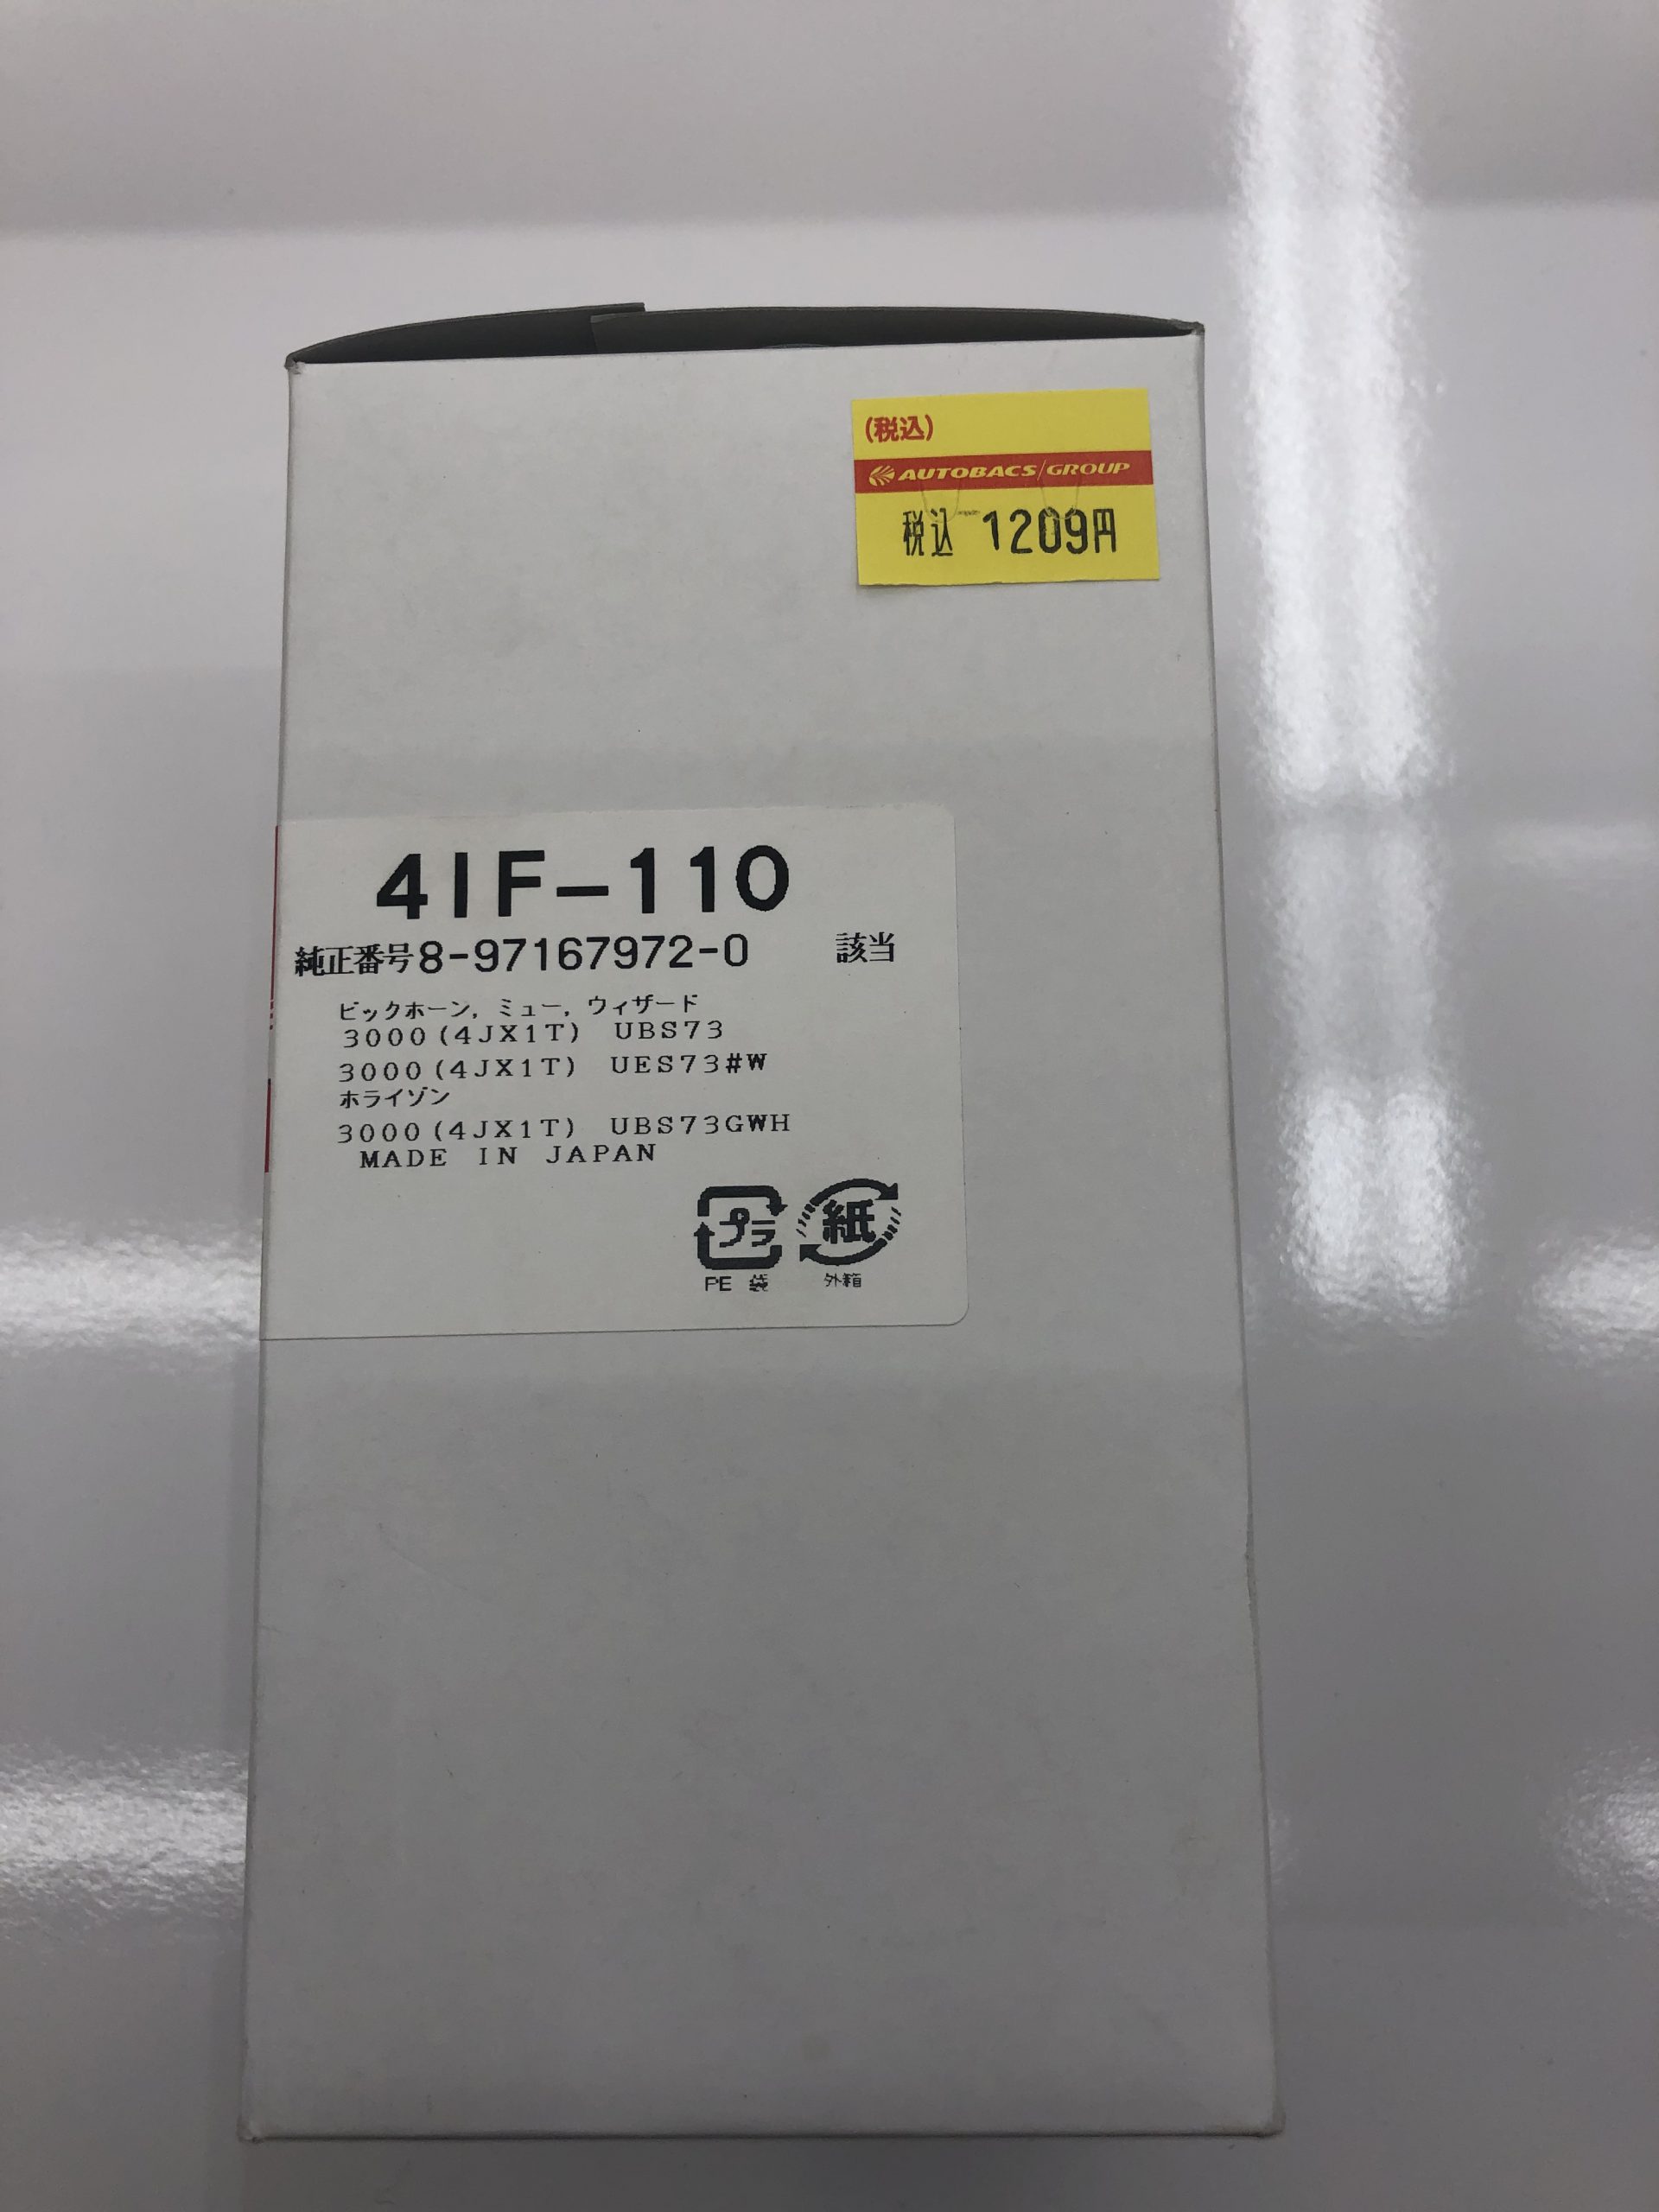 (税込)
AUTOBACS/GROUP
税込 1209円
4IF-110
純正番号8-97167972-0 該当
ビックホーン, ミュー, ウィザード
3000(4JX1T) UBS73
3000(4JX1T) UES73#W
ホライゾン
3000(4JX1T) UBS73GWH
MADE IN JAPAN
プラ 紙
PE 袋 外箱